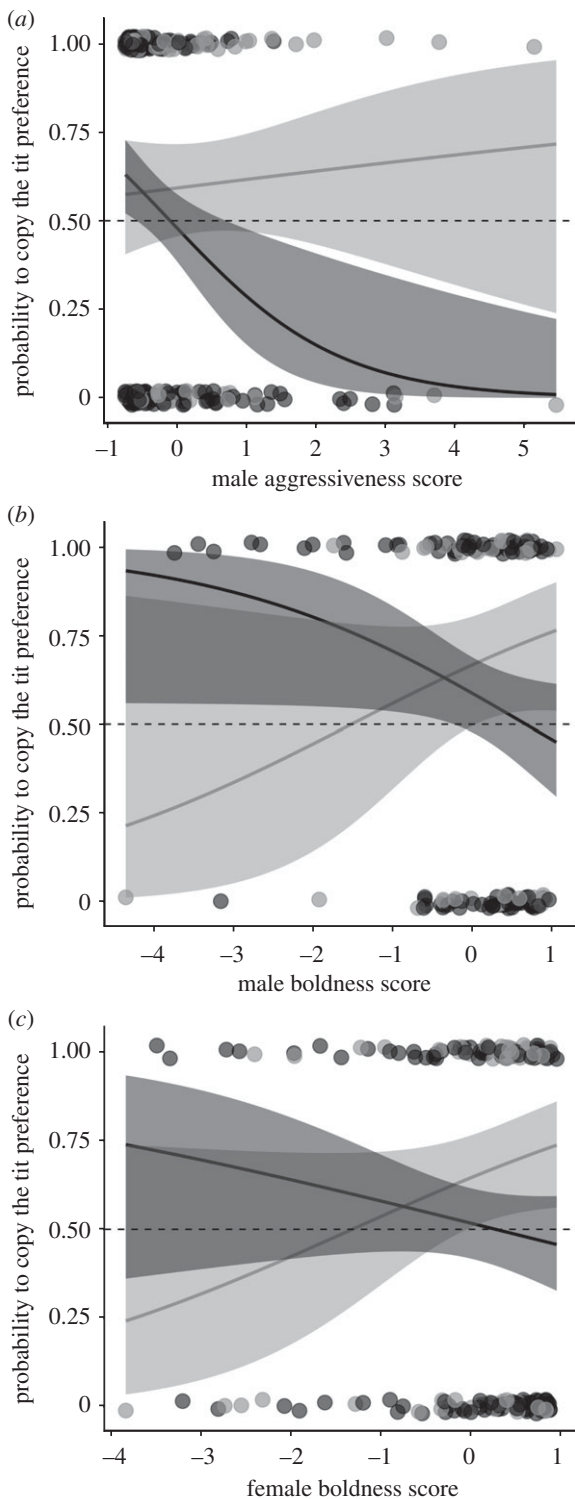 (a)
probability to copy the tit preference
1.00
0.75
0.50
0.25
0
–1 0 1 2 3 4 5
male aggressiveness score
(b)
probability to copy the tit preference
1.00
0.75
0.50
0.25
0
–4 –3 –2 –1 0 1
male boldness score
(c)
probability to copy the tit preference
1.00
0.75
0.50
0.25
0
–4 –3 –2 –1 0 1
female boldness score